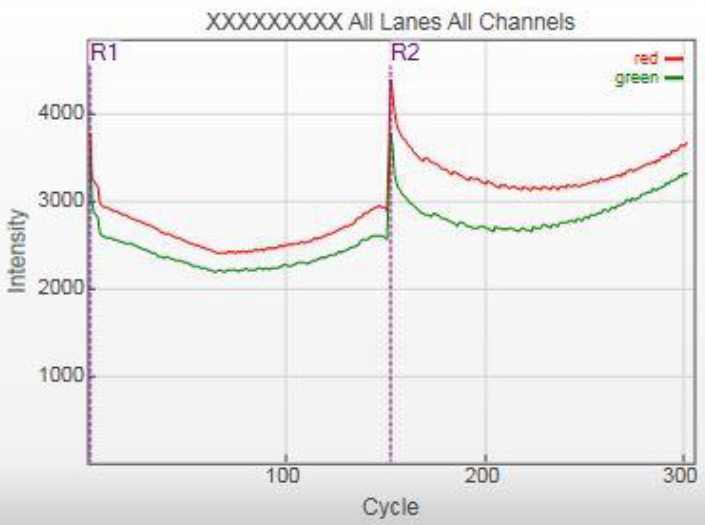 XXXXXXXXX All Lanes All Channels
R1
R2
red
green
4000
3000
2000
1000
Intensity
100
200
300
Cycle